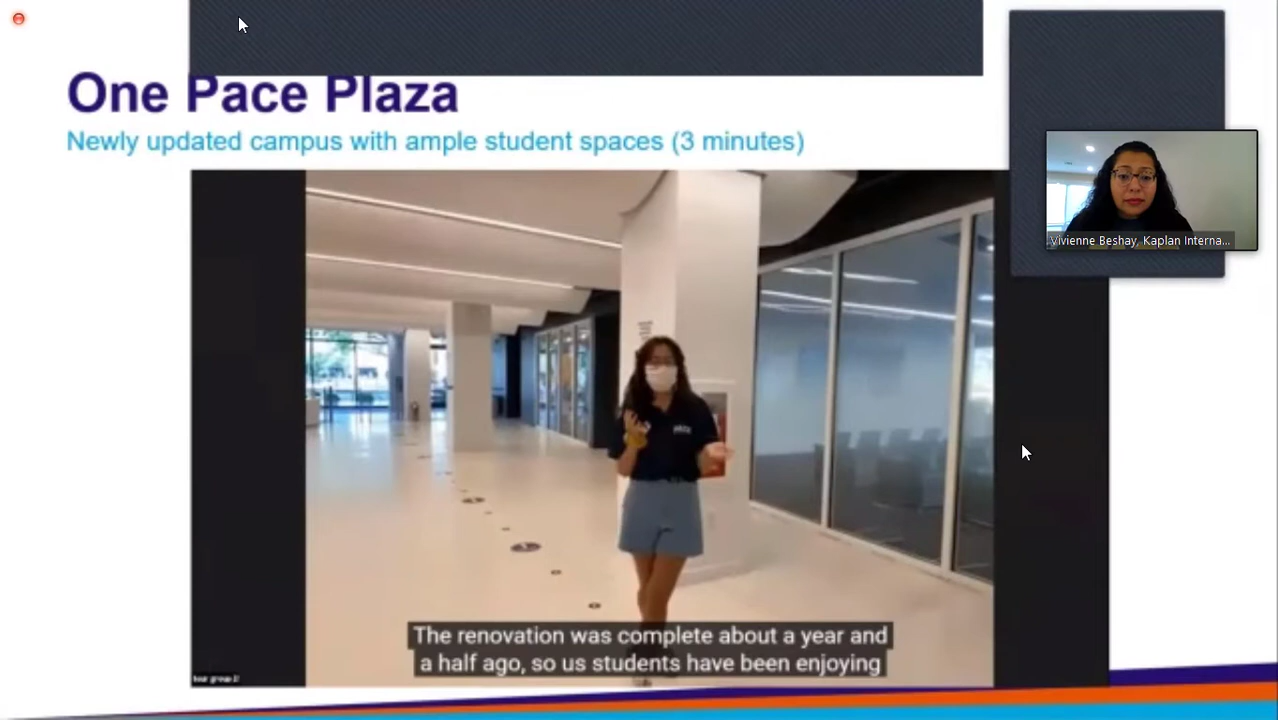 One Pace Plaza
Newly updated campus with ample student spaces (3 minutes)
Vivienne Beshay, Kaplan Interna...
PACE
The renovation was complete about a year and
a half ago, so us students have been enjoying